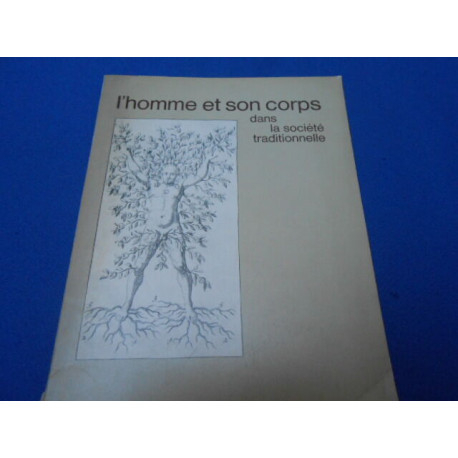 l'homme et son corps
dans
la société
traditionnelle